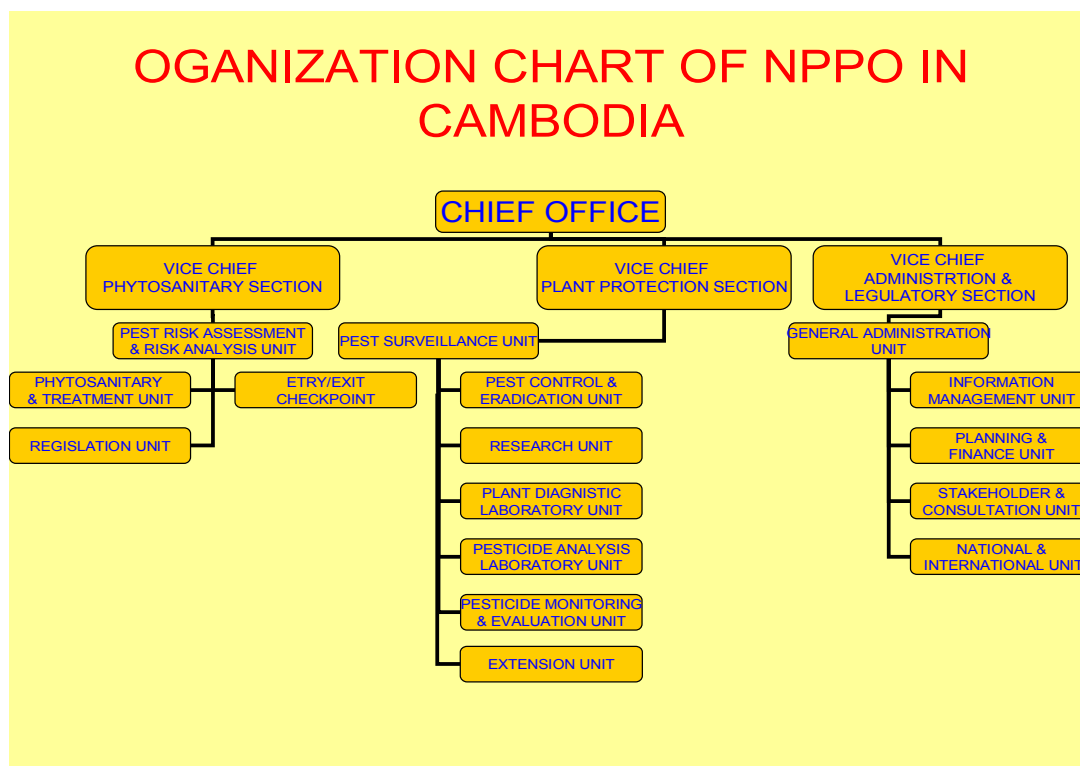 OGANIZATION CHART OF NPPO IN
CAMBODIA
CHIEF OFFICE
VICE CHIEF
PHYTOSANITARY SECTION
VICE CHIEF
PLANT PROTECTION SECTION
VICE CHIEF
ADMINISTRTION &
LEGULATORY SECTION
PEST RISK ASSESSMENT
& RISK ANALYSIS UNIT
PEST SURVEILLANCE UNIT
GENERAL ADMINISTRATION
UNIT
PHYTOSANITARY
& TREATMENT UNIT
ETRY/EXIT
CHECKPOINT
PEST CONTROL &
ERADICATION UNIT
INFORMATION
MANAGEMENT UNIT
REGISLATION UNIT
RESEARCH UNIT
PLANNING &
FINANCE UNIT
PLANT DIAGNISTIC
LABORATORY UNIT
STAKEHOLDER &
CONSULTATION UNIT
PESTICIDE ANALYSIS
LABORATORY UNIT
NATIONAL &
INTERNATIONAL UNIT
PESTICIDE MONITORING
& EVALUATION UNIT
EXTENSION UNIT